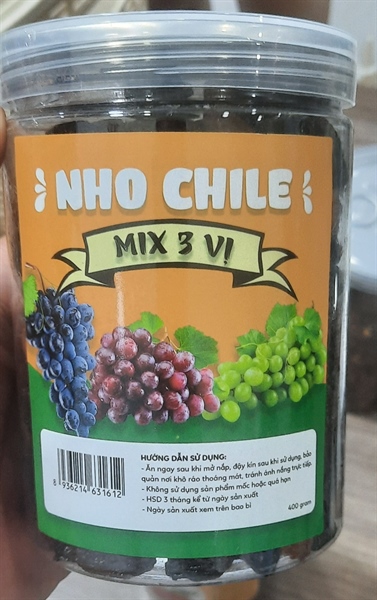 NHO CHILE
MIX 3 VỊ
HƯỚNG DẪN SỬ DỤNG:
- Ăn ngay sau khi mở nắp, đậy kín sau khi sử dụng, bảo
quản nơi khô ráo thoáng mát, tránh ánh nắng trực tiếp.
- Không sử dụng sản phẩm mốc hoặc quá hạn
- HSD 3 tháng kể từ ngày sản xuất
- Ngày sản xuất xem trên bao bì
400 gram
8 936214 631612